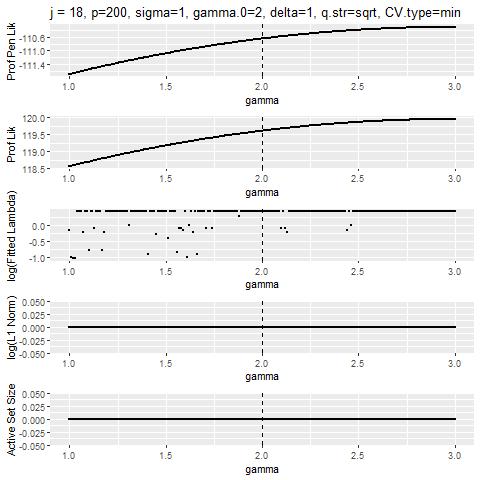 j = 18, p=200, sigma=1, gamma.0=2, delta=1, q.str=sqrt, CV.type=min
Prof Pen Lik
-110.6
-111.0
-111.4
1.0 1.5 2.0 2.5 3.0
gamma
Prof Lik
120.0
119.5
119.0
118.5
1.0 1.5 2.0 2.5 3.0
gamma
log(Fitted Lambda)
0.0
-0.5
-1.0
1.0 1.5 2.0 2.5 3.0
gamma
log(L1 Norm)
0.050
0.025
0.000
-0.025
-0.050
1.0 1.5 2.0 2.5 3.0
gamma
Active Set Size
0.050
0.025
0.000
-0.025
-0.050
1.0 1.5 2.0 2.5 3.0
gamma